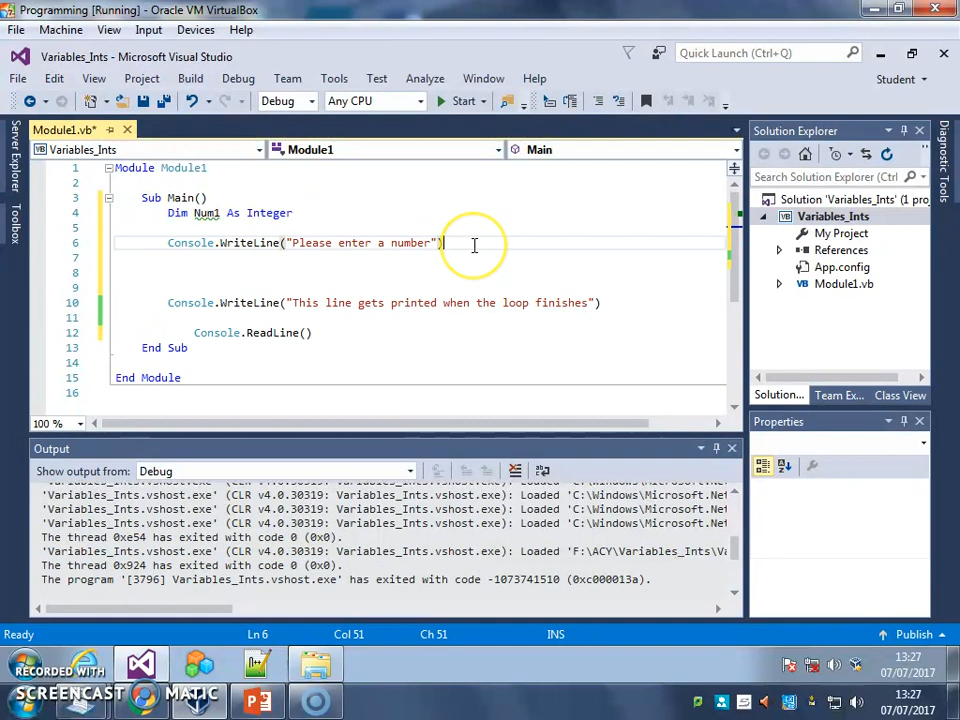 Programming [Running] - Oracle VM VirtualBox
File Machine View Input Devices Help
Variables_Ints - Microsoft Visual Studio
Quick Launch (Ctrl+Q)
File Edit View Project Build Debug Team Tools Test Analyze Window Help
Student
Debug Any CPU Start
Server Explorer
Toolbox
Module1.vb*
Variables_Ints Module1 Main
1 Module Module1
2
3 Sub Main()
4 Dim Num1 As Integer
5
6 Console.WriteLine("Please enter a number")
7
8
9
10 Console.WriteLine("This line gets printed when the loop finishes")
11
12 Console.ReadLine()
13 End Sub
14
15 End Module
16
100 %
Solution Explorer
Search Solution Explorer (Ctrl+;)
Solution 'Variables_Ints' (1 proj
Variables_Ints
My Project
References
App.config
Module1.vb
Solution... Team Ex... Class View
Properties
Diagnostic Tools
Output
Show output from: Debug
'Variables_Ints.vshost.exe' (CLR v4.0.30319: Variables_Ints.vshost.exe): Loaded 'C:\Windows\Microsoft.Net
'Variables_Ints.vshost.exe' (CLR v4.0.30319: Variables_Ints.vshost.exe): Loaded 'C:\Windows\Microsoft.Net
'Variables_Ints.vshost.exe' (CLR v4.0.30319: Variables_Ints.vshost.exe): Loaded 'C:\Windows\Microsoft.Net
The thread 0xe54 has exited with code 0 (0x0).
'Variables_Ints.vshost.exe' (CLR v4.0.30319: Variables_Ints.vshost.exe): Loaded 'F:\ACY\Variables_Ints\Va
The thread 0x924 has exited with code 0 (0x0).
The program '[3796] Variables_Ints.vshost.exe' has exited with code -1073741510 (0xc000013a).
Ready Ln 6 Col 51 Ch 51 INS Publish
13:27
07/07/2017
RECORDED WITH
SCREENCAST MATIC
13:27
07/07/2017